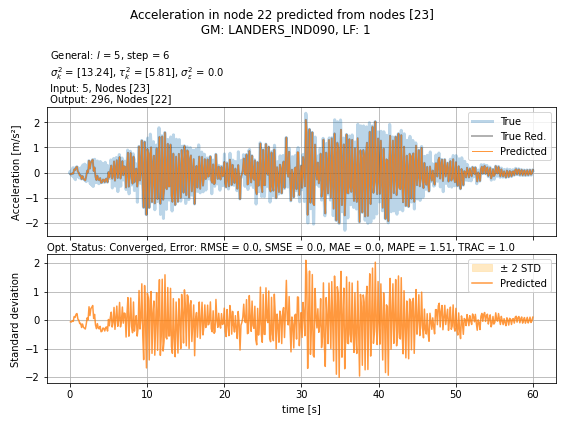 Acceleration in node 22 predicted from nodes [23]
GM: LANDERS_IND090, LF: 1
General: l = 5, step = 6
σ²ₖ = [13.24], τ²ₖ = [5.81], σ²ε = 0.0
Input: 5, Nodes [23]
Output: 296, Nodes [22]
2
1
0
−1
−2
Acceleration [m/s²]
True
True Red.
Predicted
Opt. Status: Converged, Error: RMSE = 0.0, SMSE = 0.0, MAE = 0.0, MAPE = 1.51, TRAC = 1.0
2
1
0
−1
−2
Standard deviation
± 2 STD
Predicted
0 10 20 30 40 50 60
time [s]